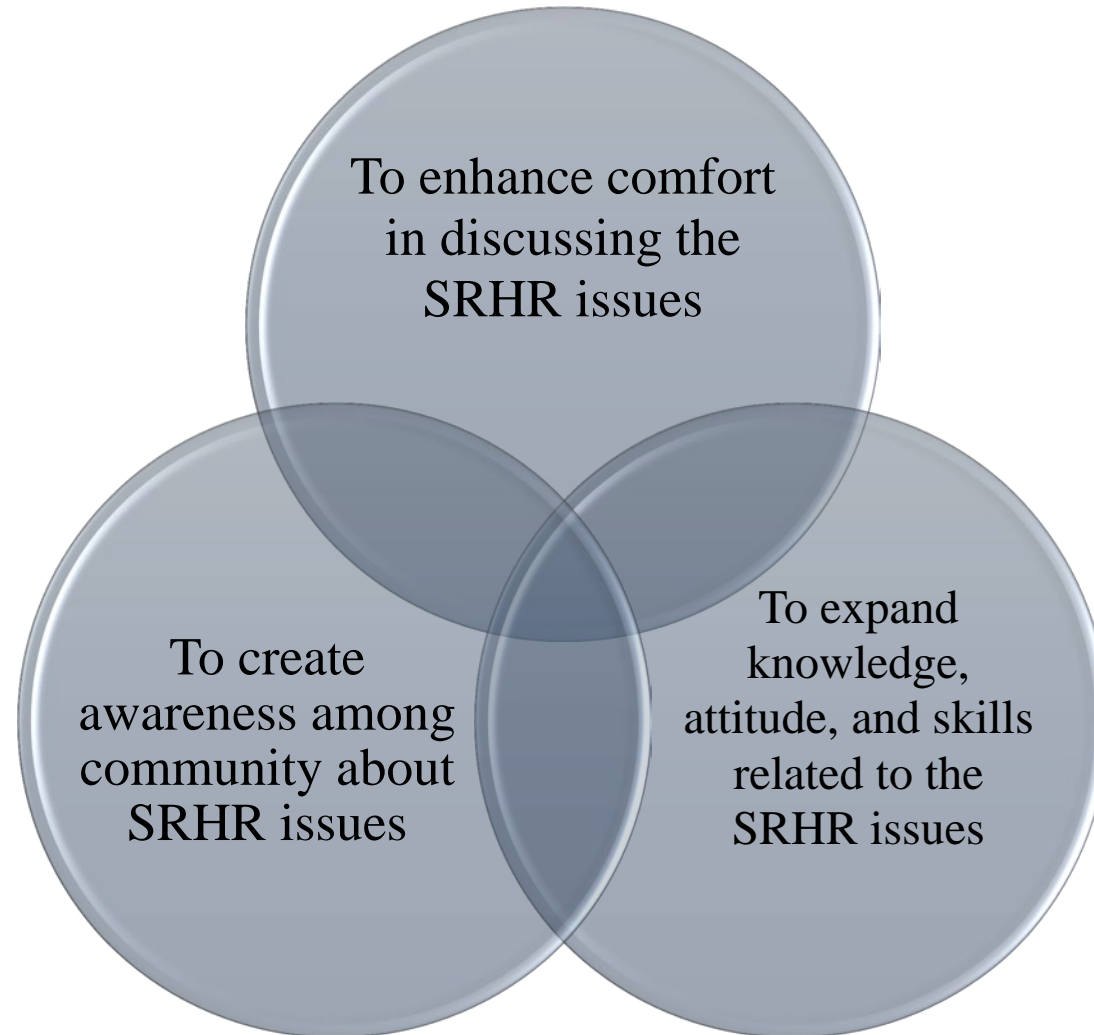 To enhance comfort
in discussing the
SRHR issues
To create
awareness among
community about
SRHR issues
To expand
knowledge,
attitude, and skills
related to the
SRHR issues